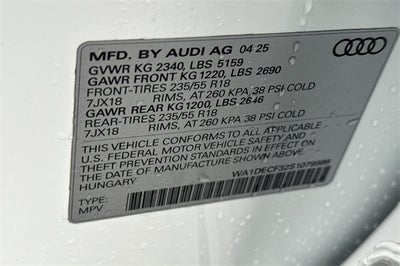 MFD. BY AUDI AG 04 25
GVWR KG 2340, LBS 5159
GAWR FRONT KG 1220, LBS 2690
FRONT-TIRES 235/55 R18
7JX18 RIMS, AT 260 KPA,38 PSI COLD
GAWR REAR KG 1200, LBS 2646
REAR-TIRES 235/55 R18
7JX18 RIMS, AT 260 KPA,38 PSI COLD
THIS VEHICLE CONFORMS TO ALL APPLICABLE
U.S. FEDERAL MOTOR VEHICLE SAFETY AND
THEFT PREVENTION STANDARDS IN EFFECT ON THE
DATE OF MANUFACTURE SHOWN ABOVE.
HUNGARY
WA1DECF32S1079989
TYPE:
MPV